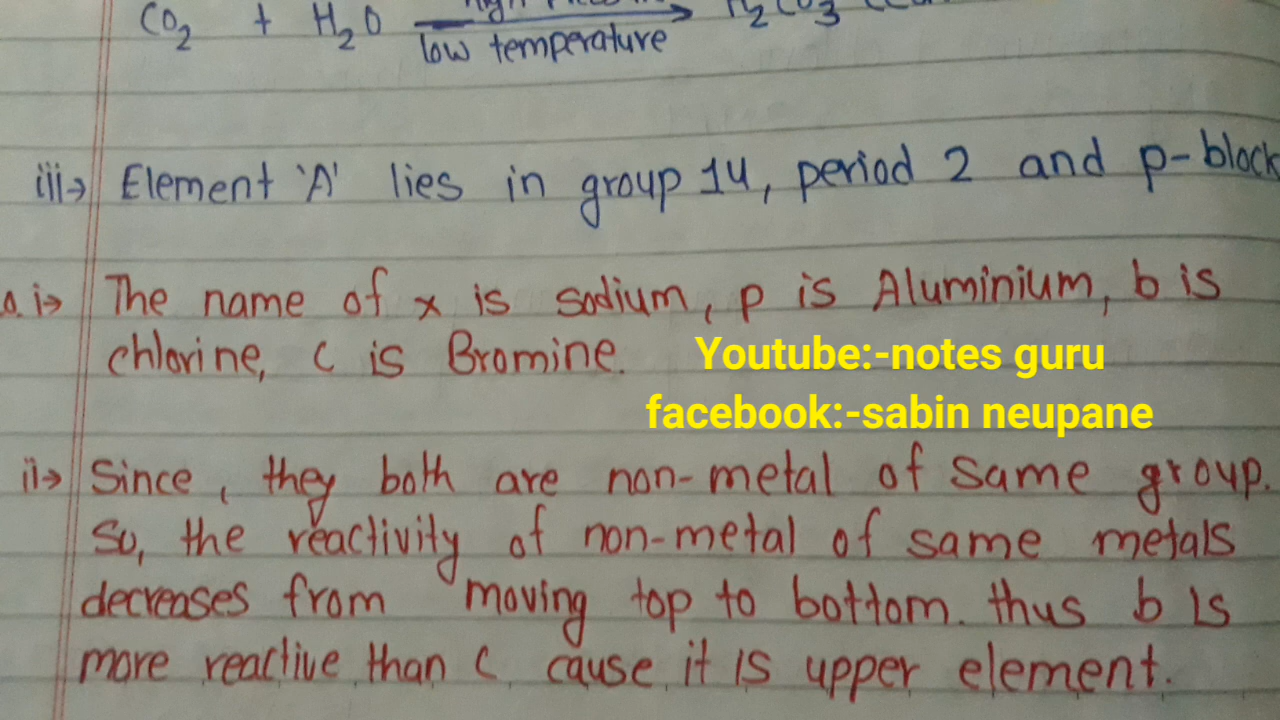 CO2 + H2O
low temperature
iii→ Element 'A' lies in group 14, period 2 and p-block
i→ The name of x is sodium, p is Aluminium, b is
chlorine, c is Bromine.
Youtube:-notes guru
facebook:-sabin neupane
ii→ Since, they both are non-metal of same group.
So, the reactivity of non-metal of same metals
decreases from moving top to bottom. thus b is
more reactive than c cause it is upper element.